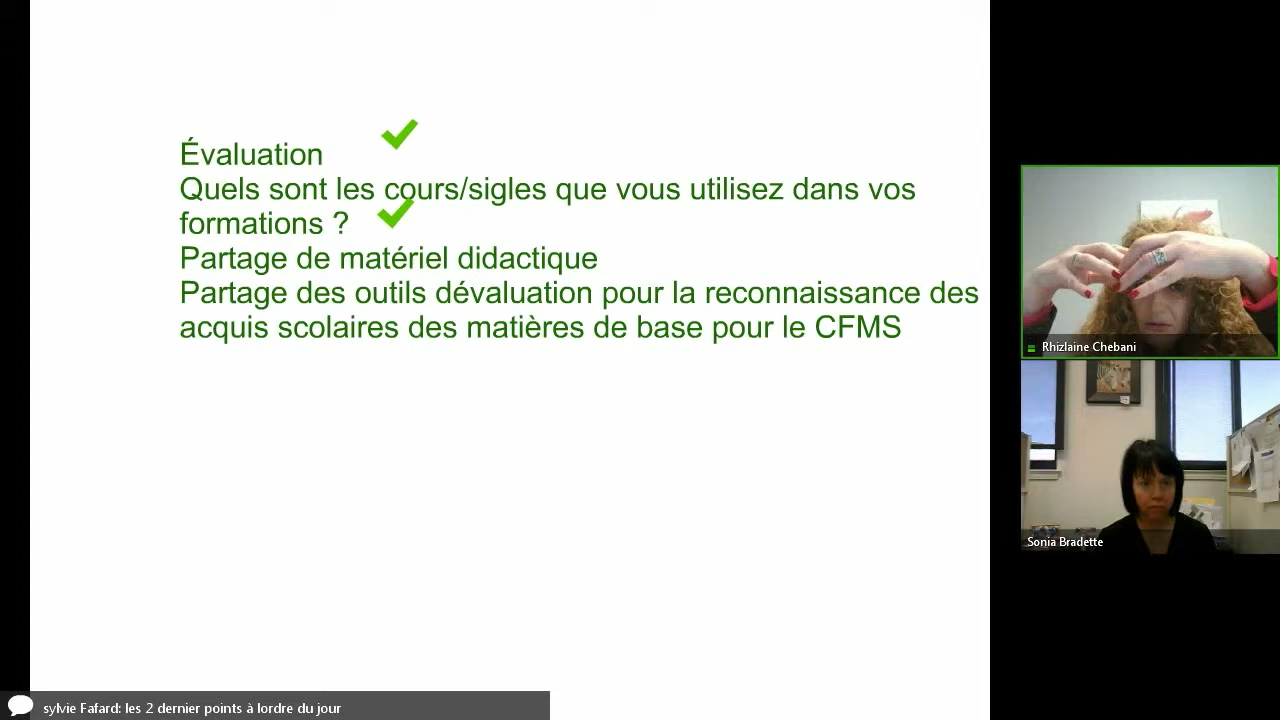 Évaluation
Quels sont les cours/sigles que vous utilisez dans vos
formations ?
Partage de matériel didactique
Partage des outils dévaluation pour la reconnaissance des
acquis scolaires des matières de base pour le CFMS
Rhizlaine Chebani
Sonia Bradette
sylvie Fafard: les 2 dernier points à lordre du jour